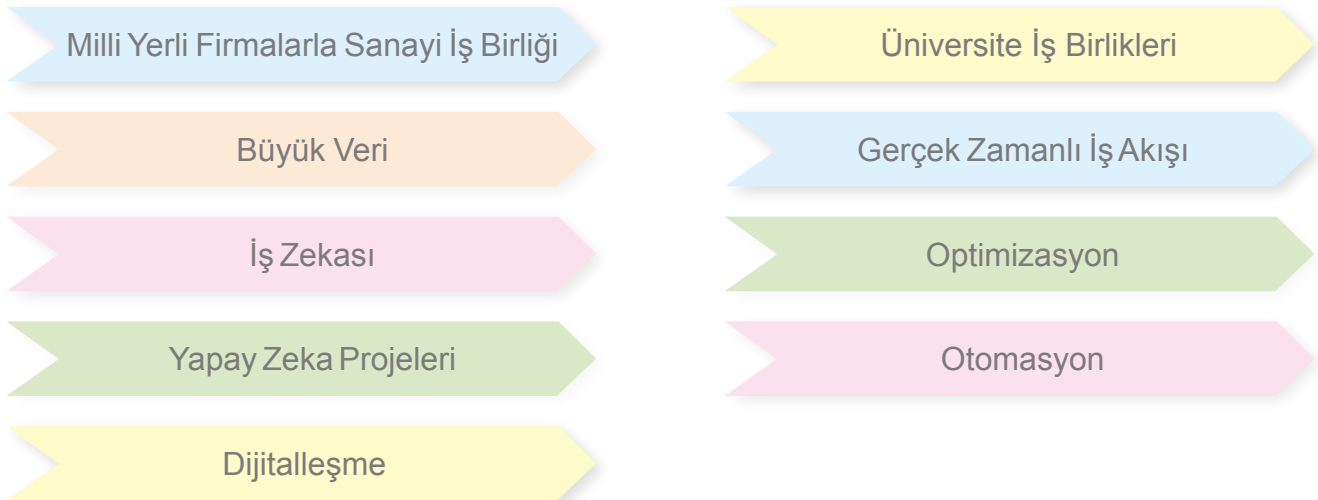 Milli Yerli Firmalarla Sanayi İş Birliği
Büyük Veri
İş Zekası
Yapay Zeka Projeleri
Dijitalleşme
Üniversite İş Birlikleri
Gerçek Zamanlı İş Akışı
Optimizasyon
Otomasyon